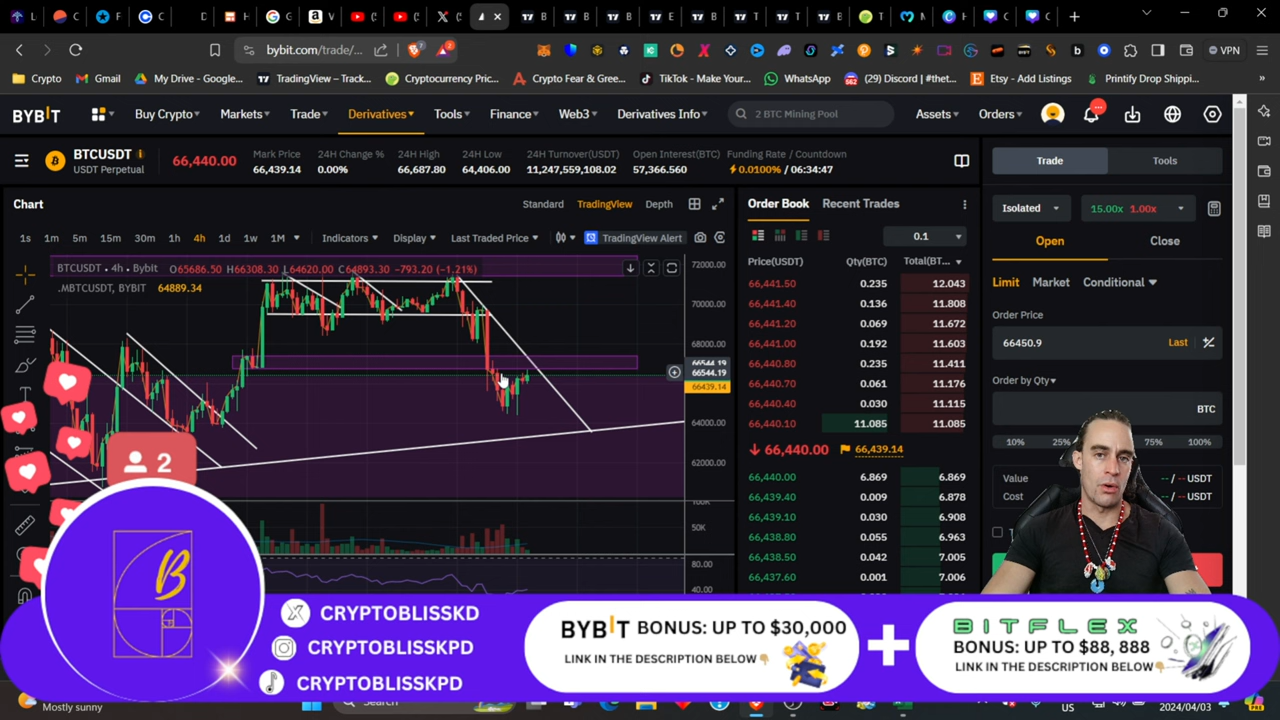 bybit.com/trade/...
VPN
Crypto
Gmail
My Drive - Google...
TradingView – Track...
Cryptocurrency Pric...
Crypto Fear & Gree...
TikTok - Make Your...
WhatsApp
(29) Discord | #thet...
Etsy - Add Listings
Printify Drop Shippi...
BYBIT
Buy Crypto
Markets
Trade
Derivatives
Tools
Finance
Web3
Derivatives Info
2 BTC Mining Pool
Assets
Orders
BTCUSDT
USDT Perpetual
66,440.00
Mark Price
66,439.14
24H Change %
0.00%
24H High
66,687.80
24H Low
64,406.00
24H Turnover(USDT)
11,247,559,108.02
Open Interest(BTC)
57,366.560
Funding Rate / Countdown
0.0100% / 06:34:47
Trade
Tools
Chart
Standard
TradingView
Depth
Order Book
Recent Trades
Isolated
15.00x 1.00x
1s
1m
5m
15m
30m
1h
4h
1d
1w
1M
Indicators
Display
Last Traded Price
TradingView Alert
0.1
Open
Close
BTCUSDT · 4h · Bybit O65686.50 H66308.30 L64620.00 C64893.30 −793.20 (−1.21%)
.MBTCUSDT, BYBIT 64889.34
72000.00
70000.00
68000.00
66544.19
66544.19
66439.14
64000.00
62000.00
100K
50K
80.00
40.00
Price(USDT)
Qty(BTC)
Total(BT...
66,441.50 0.235 12.043
66,441.40 0.136 11.808
66,441.20 0.069 11.672
66,441.00 0.192 11.603
66,440.80 0.235 11.411
66,440.70 0.061 11.176
66,440.40 0.030 11.115
66,440.10 11.085 11.085
66,440.00
66,439.14
66,440.00 6.869 6.869
66,439.40 0.009 6.878
66,439.10 0.030 6.908
66,438.80 0.055 6.963
66,438.50 0.042 7.005
66,437.60 0.001 7.006
Limit
Market
Conditional
Order Price
66450.9
Last
Order by Qty
BTC
10%
25%
75%
100%
Value
-- / -- USDT
Cost
-- / -- USDT
2
B
CRYPTOBLISSKD
CRYPTOBLISSKPD
CRYPTOBLISSKPD
BYBIT BONUS: UP TO $30,000
LINK IN THE DESCRIPTION BELOW
BITFLEX
BONUS: UP TO $88, 888
LINK IN THE DESCRIPTION BELOW
Mostly sunny
Search
US
2024/04/03